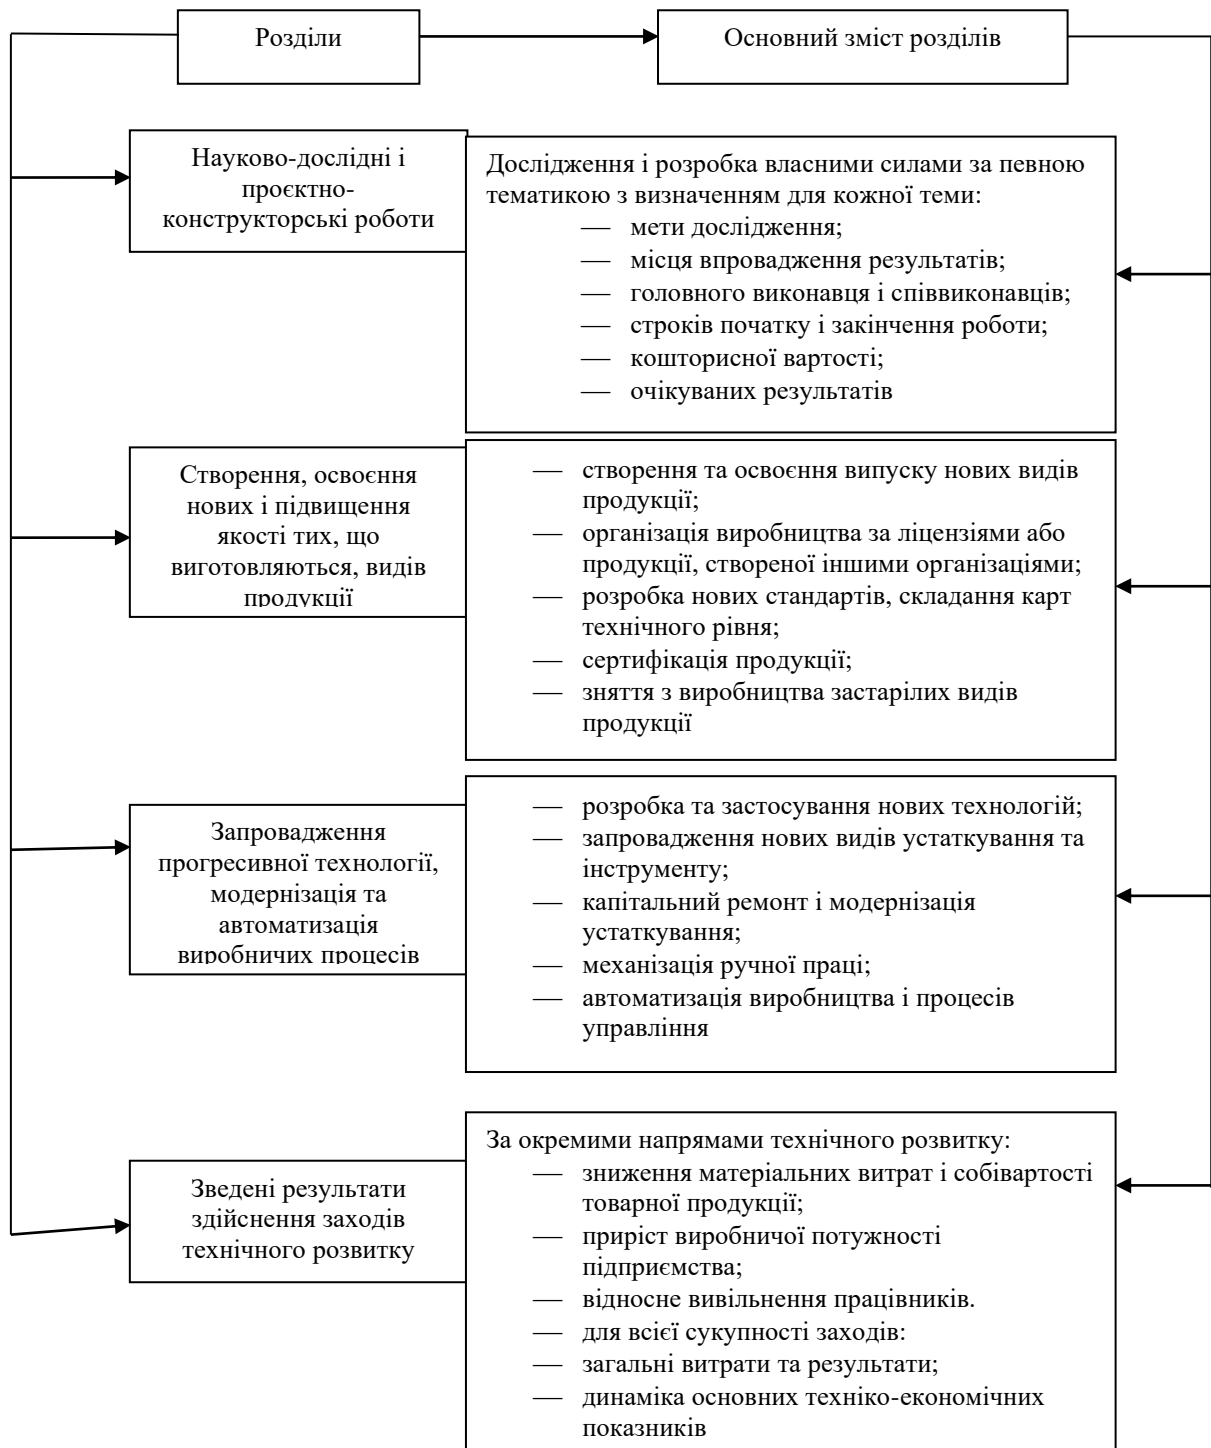 Розділи
Основний зміст розділів
Науково-дослідні і
проєктно-
конструкторські роботи
Дослідження і розробка власними силами за певною
тематикою з визначенням для кожної теми:
— мети дослідження;
— місця впровадження результатів;
— головного виконавця і співвиконавців;
— строків початку і закінчення роботи;
— кошторисної вартості;
— очікуваних результатів
Створення, освоєння
нових і підвищення
якості тих, що
виготовляються, видів
продукції
— створення та освоєння випуску нових видів
продукції;
— організація виробництва за ліцензіями або
продукції, створеної іншими організаціями;
— розробка нових стандартів, складання карт
технічного рівня;
— сертифікація продукції;
— зняття з виробництва застарілих видів
продукції
Запровадження
прогресивної технології,
модернізація та
автоматизація
виробничих процесів
— розробка та застосування нових технологій;
— запровадження нових видів устаткування та
інструменту;
— капітальний ремонт і модернізація
устаткування;
— механізація ручної праці;
— автоматизація виробництва і процесів
управління
Зведені результати
здійснення заходів
технічного розвитку
За окремими напрямами технічного розвитку:
— зниження матеріальних витрат і собівартості
товарної продукції;
— приріст виробничої потужності
підприємства;
— відносне вивільнення працівників.
— для всієї сукупності заходів:
— загальні витрати та результати;
— динаміка основних техніко-економічних
показників